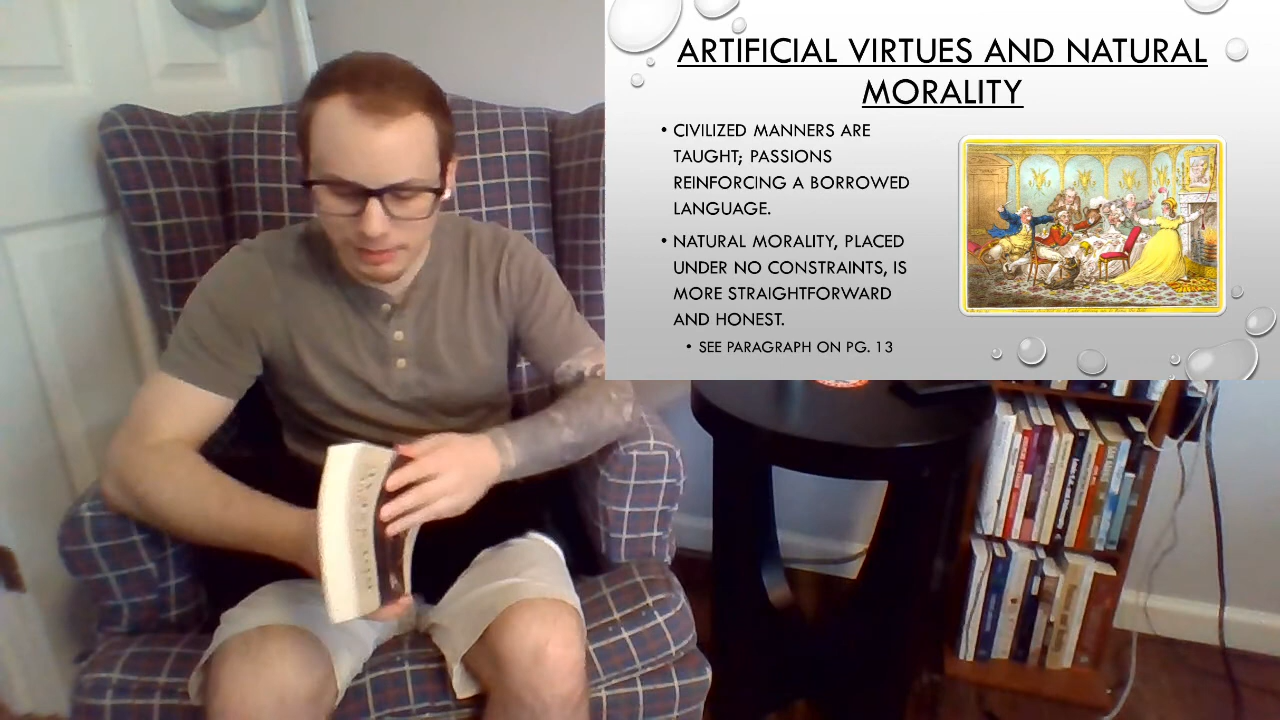 ARTIFICIAL VIRTUES AND NATURAL
MORALITY
• CIVILIZED MANNERS ARE
TAUGHT; PASSIONS
REINFORCING A BORROWED
LANGUAGE.
• NATURAL MORALITY, PLACED
UNDER NO CONSTRAINTS, IS
MORE STRAIGHTFORWARD
AND HONEST.
• SEE PARAGRAPH ON PG. 13